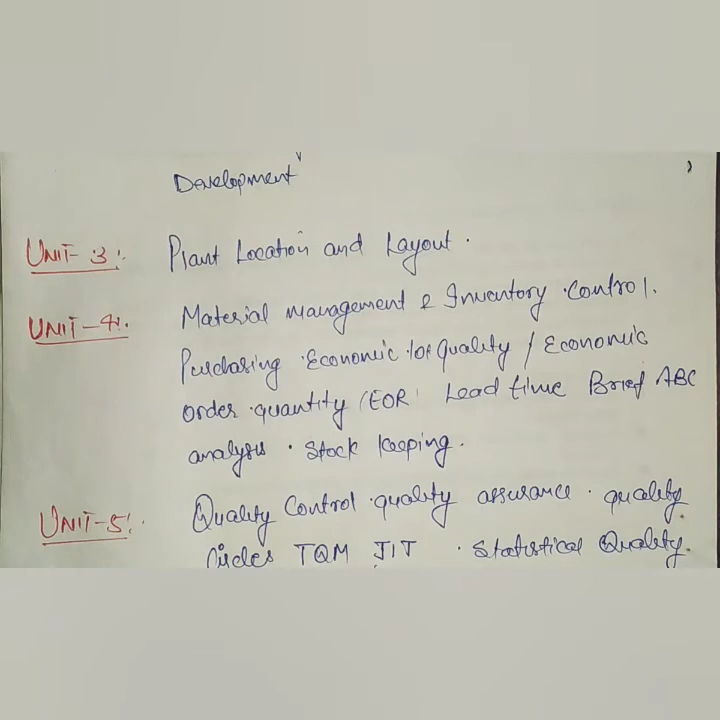 Development
UNIT-3:. Plant Location and Layout.
UNIT-4:. Material management & Inventory Control.
Purchasing Economic lot quality / Economic
order quantity (EOR Lead time Brief ABC
analysis. Stock keeping.
UNIT-5:. Quality Control quality assurance. quality
Circles TQM JIT. Statistical Quality.